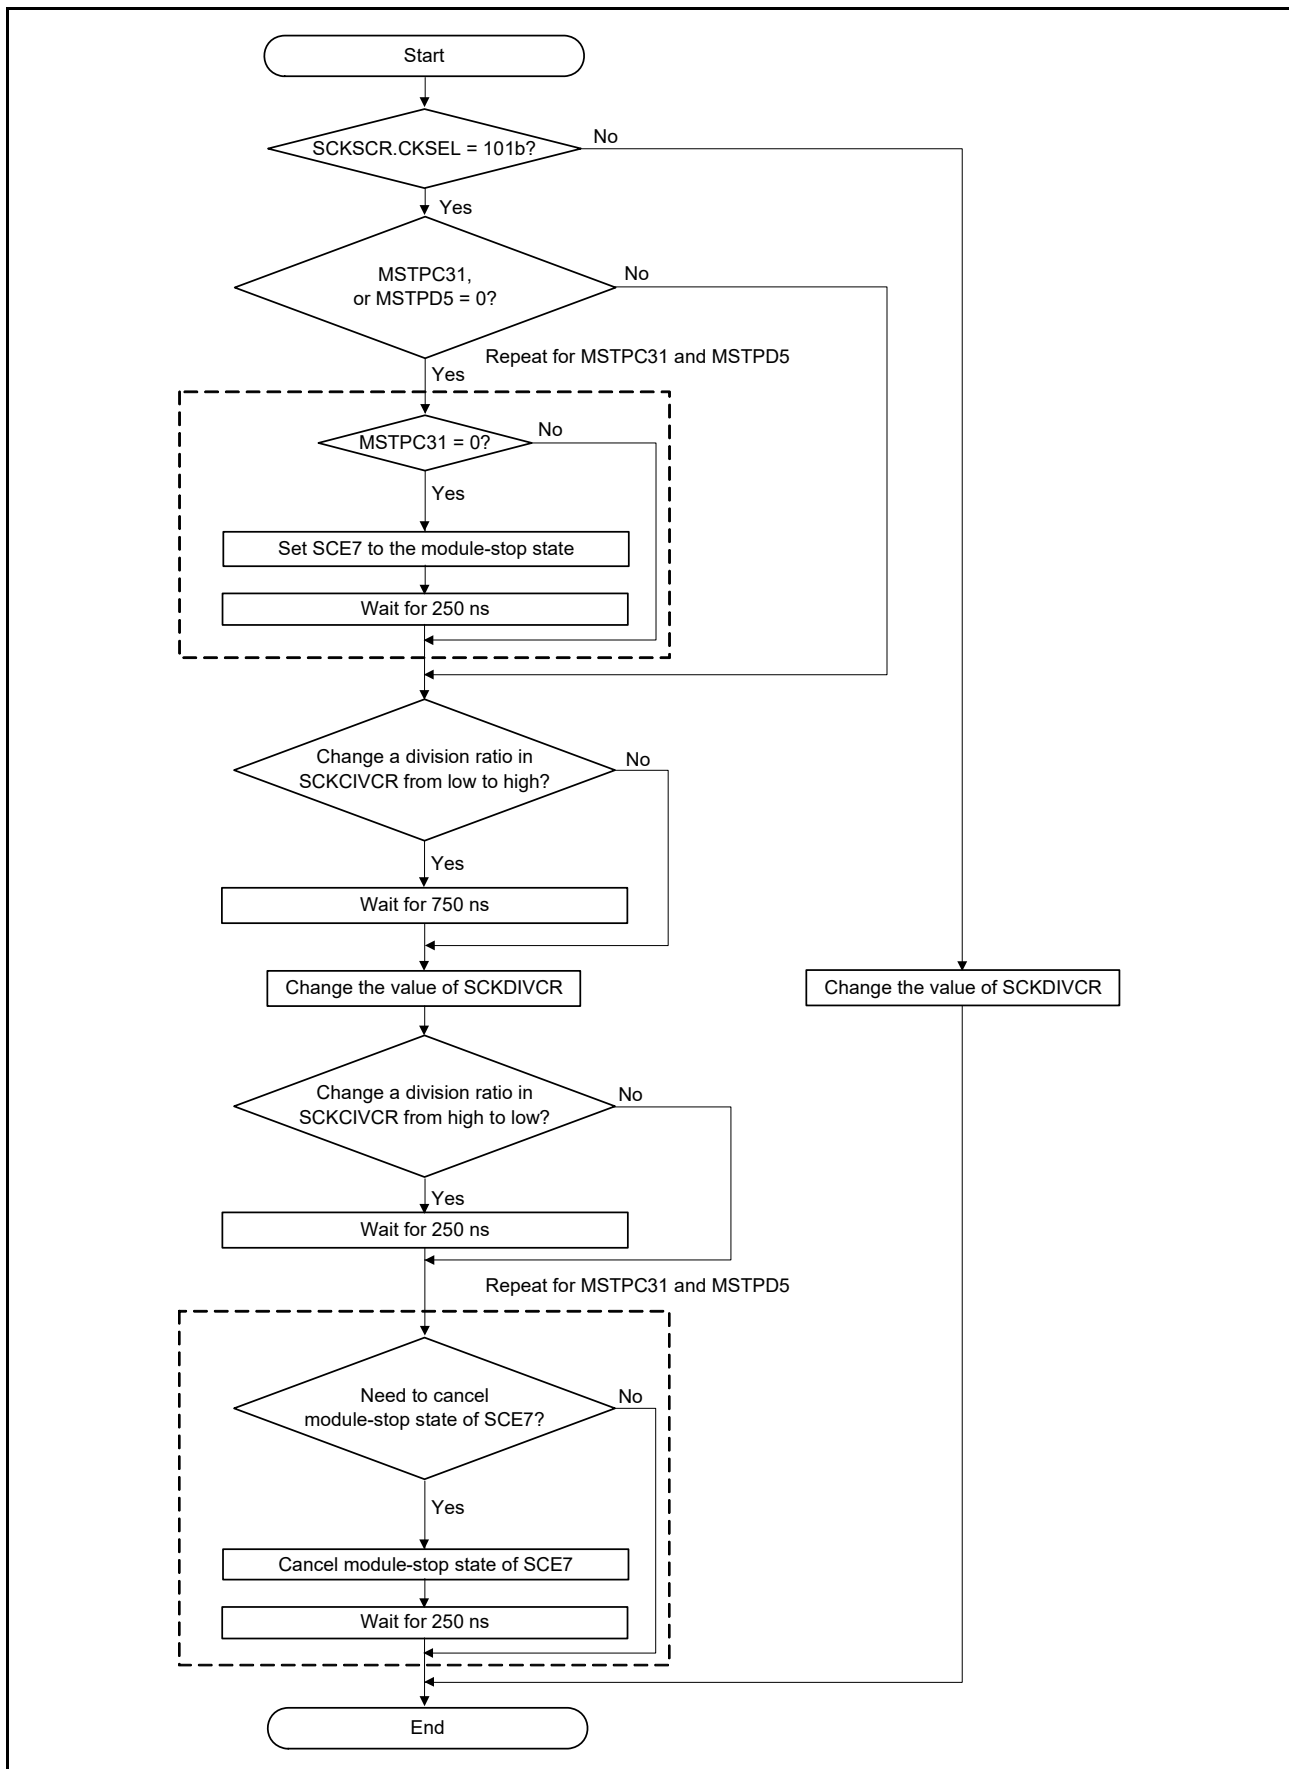 Start
SCKSCR.CKSEL = 101b?
No
Yes
MSTPC31,
or MSTPD5 = 0?
No
Repeat for MSTPC31 and MSTPD5
Yes
MSTPC31 = 0?
No
Yes
Set SCE7 to the module-stop state
Wait for 250 ns
Change a division ratio in
SCKCIVCR from low to high?
No
Yes
Wait for 750 ns
Change the value of SCKDIVCR
Change the value of SCKDIVCR
Change a division ratio in
SCKCIVCR from high to low?
No
Yes
Wait for 250 ns
Repeat for MSTPC31 and MSTPD5
Need to cancel
module-stop state of SCE7?
No
Yes
Cancel module-stop state of SCE7
Wait for 250 ns
End